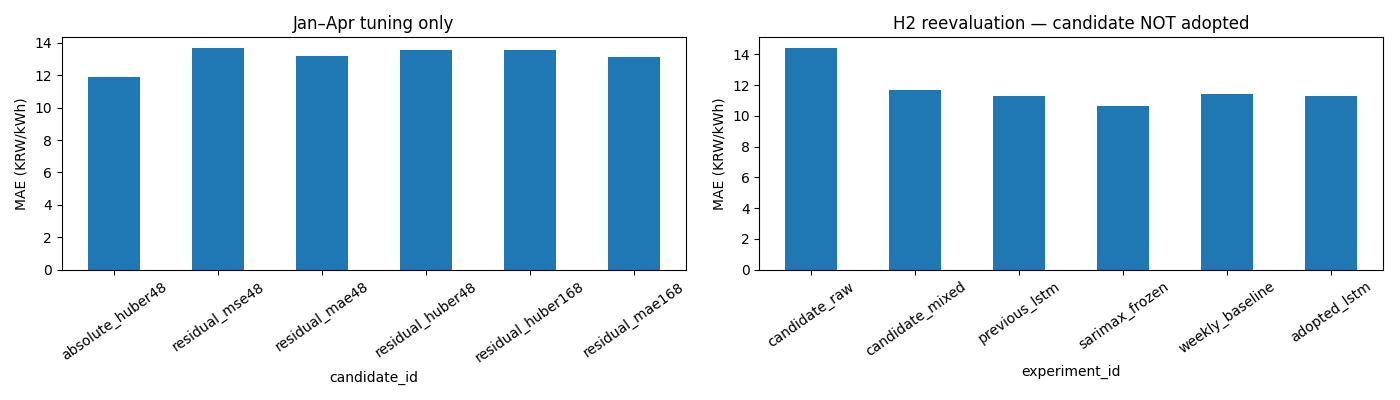 Jan–Apr tuning only
MAE (KRW/kWh)
14
12
10
8
6
4
2
0
absolute_huber48
residual_mse48
residual_mae48
residual_huber48
residual_huber168
residual_mae168
candidate_id
H2 reevaluation — candidate NOT adopted
MAE (KRW/kWh)
14
12
10
8
6
4
2
0
candidate_raw
candidate_mixed
previous_lstm
sarimax_frozen
weekly_baseline
adopted_lstm
experiment_id